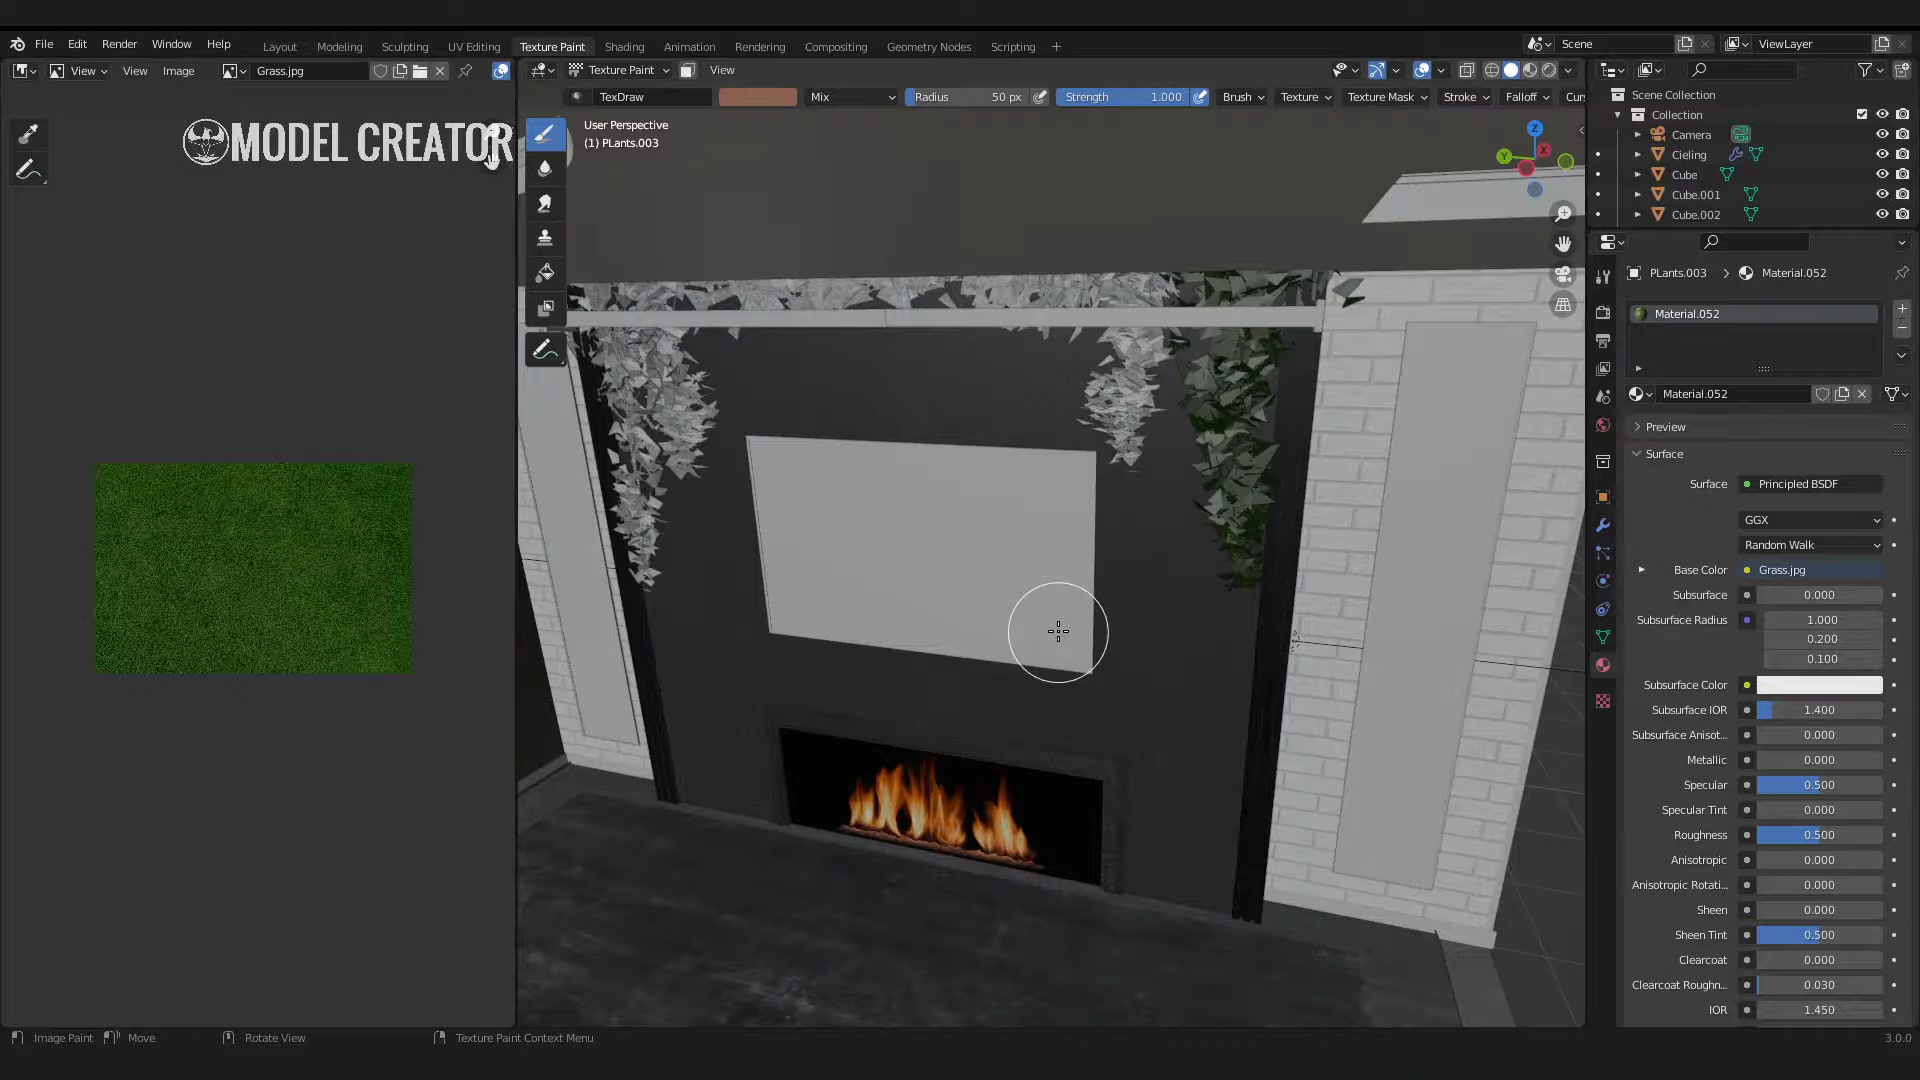 File Edit Render Window Help
Layout Modeling Sculpting UV Editing Texture Paint Shading Animation Rendering Compositing Geometry Nodes Scripting +
Scene
ViewLayer
View View Image Grass.jpg
Texture Paint View
TexDraw Mix Radius 50 px Strength 1.000 Brush Texture Texture Mask Stroke Falloff Cur
MODEL CREATOR
User Perspective
(1) PLants.003
Z
Y
X
Scene Collection
Collection
Camera
Cieling
Cube
Cube.001
Cube.002
PLants.003 > Material.052
Material.052
Material.052
Preview
Surface
Surface Principled BSDF
GGX
Random Walk
Base Color Grass.jpg
Subsurface 0.000
Subsurface Radius 1.000
0.200
0.100
Subsurface Color
Subsurface IOR 1.400
Subsurface Anisot... 0.000
Metallic 0.000
Specular 0.500
Specular Tint 0.000
Roughness 0.500
Anisotropic 0.000
Anisotropic Rotati... 0.000
Sheen 0.000
Sheen Tint 0.500
Clearcoat 0.000
Clearcoat Roughn... 0.030
IOR 1.450
Image Paint Move Rotate View Texture Paint Context Menu 3.0.0